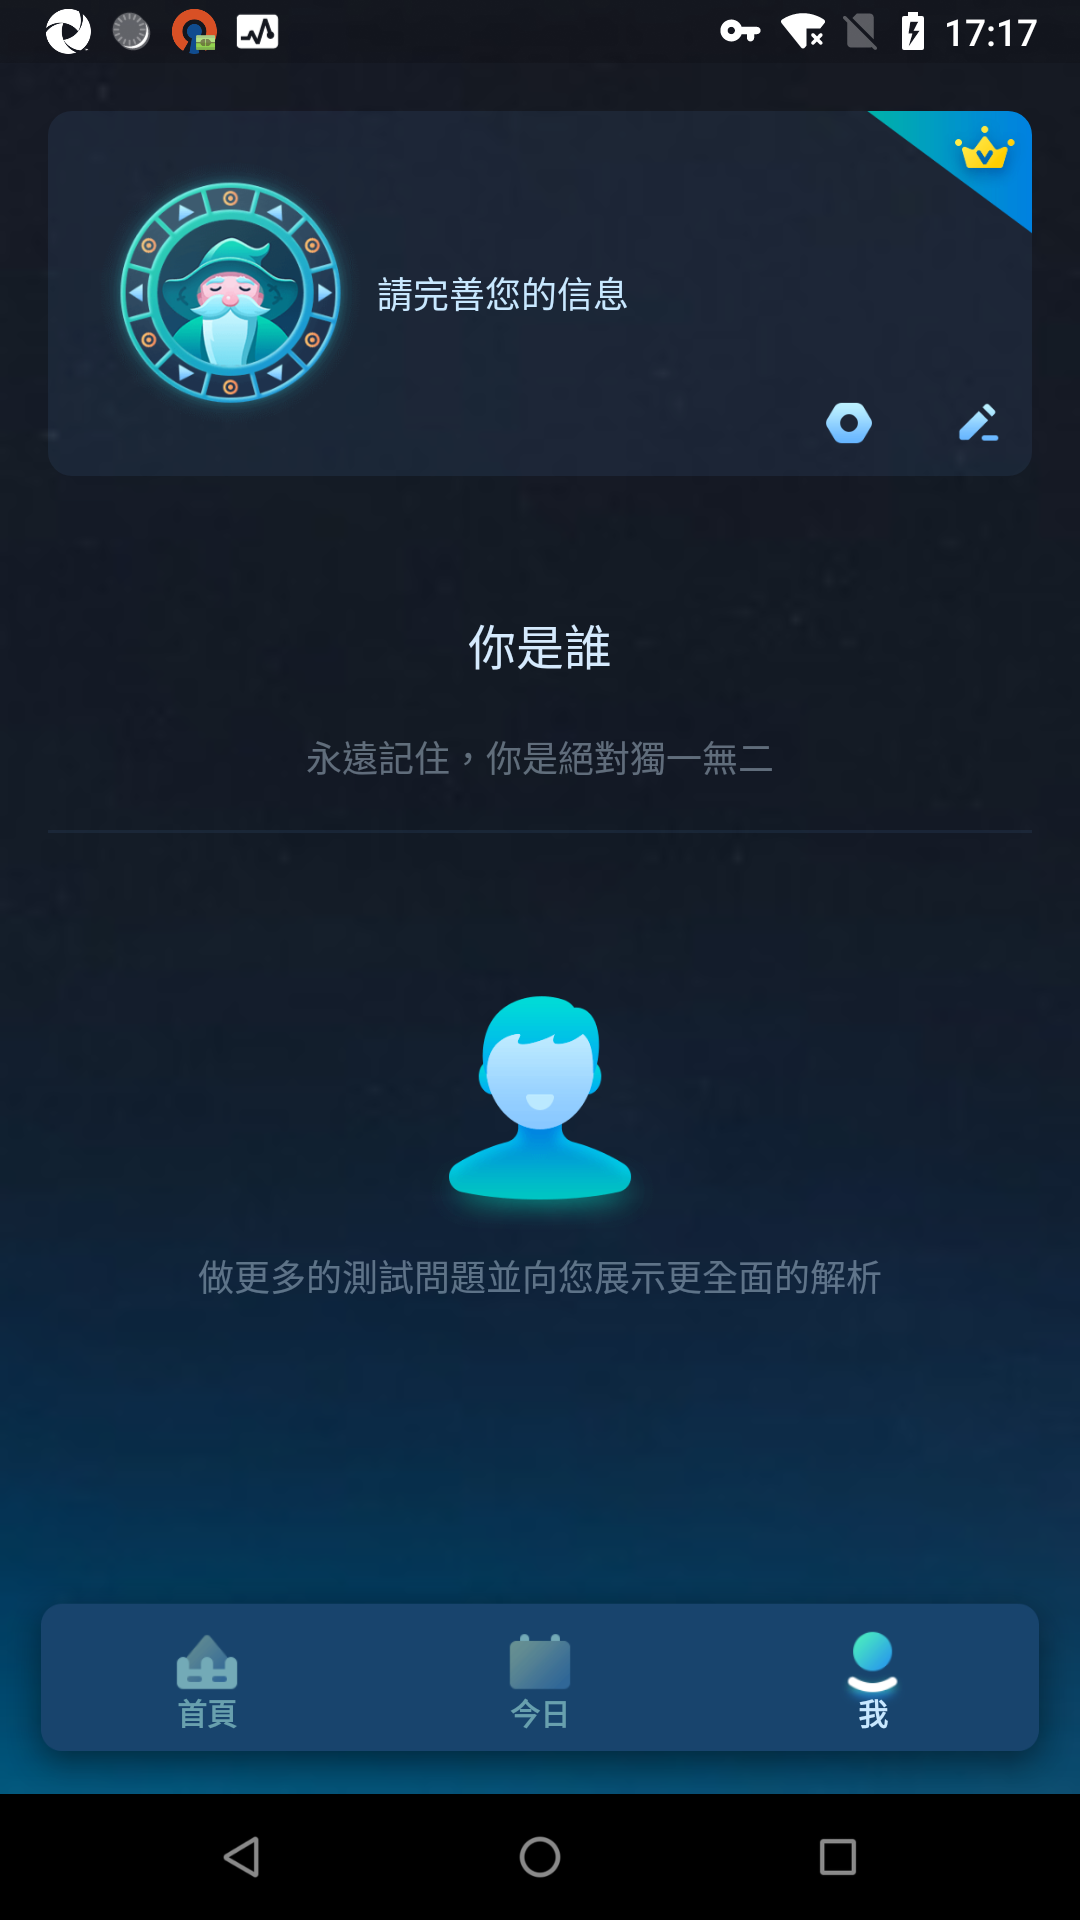 17:17
請完善您的信息
你是誰
永遠記住，你是絕對獨一無二
做更多的測試問題並向您展示更全面的解析
首頁
今日
我